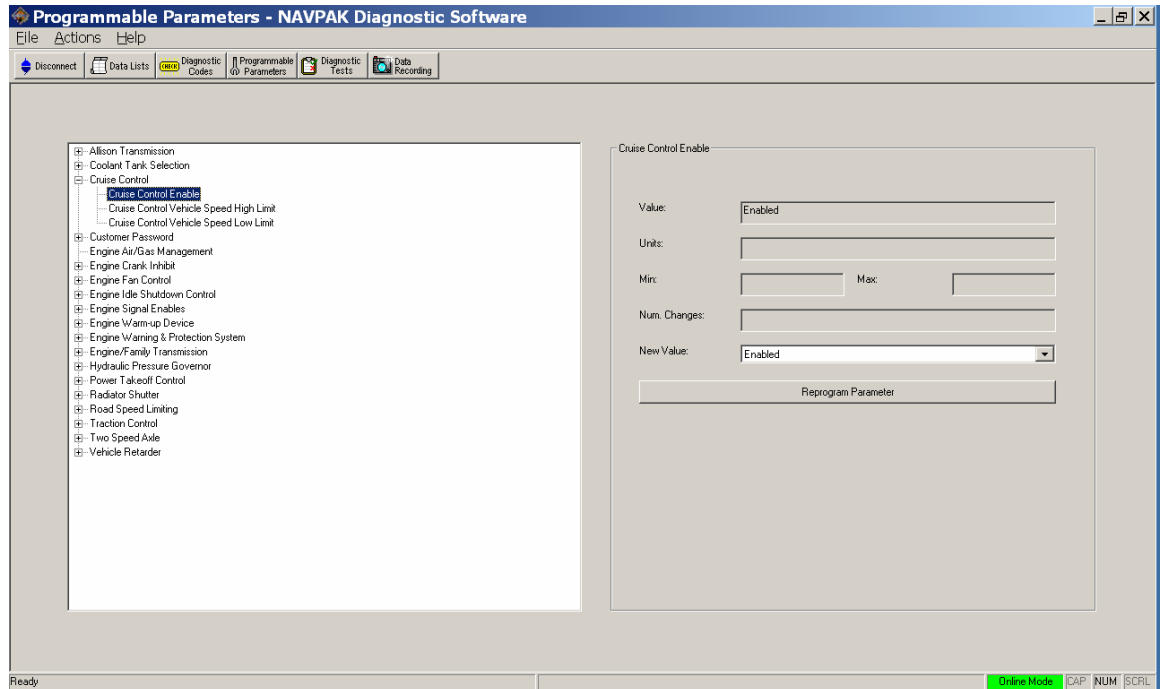 Programmable Parameters - NAVPAK Diagnostic Software
File Actions Help
Disconnect Data Lists CHECK Diagnostic Codes Programmable Parameters Diagnostic Tests Data Recording
Allison Transmission
Coolant Tank Selection
Cruise Control
Cruise Control Enable
Cruise Control Vehicle Speed High Limit
Cruise Control Vehicle Speed Low Limit
Customer Password
Engine Air/Gas Management
Engine Crank Inhibit
Engine Fan Control
Engine Idle Shutdown Control
Engine Signal Enables
Engine Warm-up Device
Engine Warning & Protection System
Engine/Family Transmission
Hydraulic Pressure Governor
Power Takeoff Control
Radiator Shutter
Road Speed Limiting
Traction Control
Two Speed Axle
Vehicle Retarder
Cruise Control Enable
Value: Enabled
Units:
Min: Max:
Num. Changes:
New Value: Enabled
Reprogram Parameter
Ready Online Mode CAP NUM SCRL